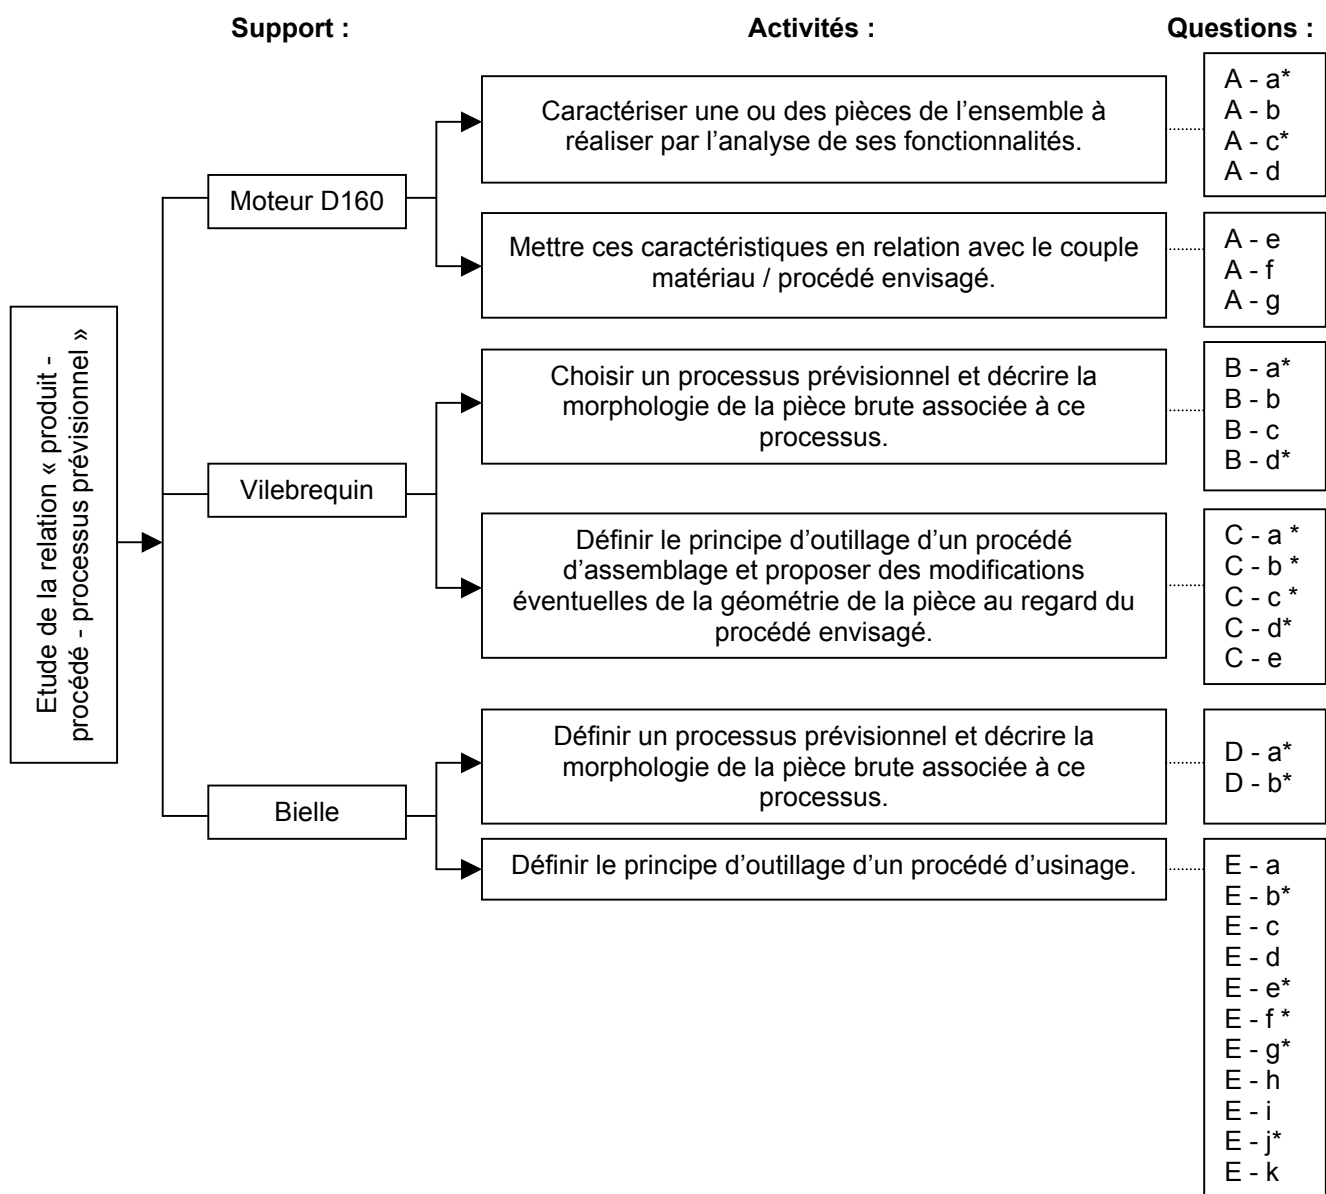 Support :
Activités :
Questions :
Etude de la relation « produit -
procédé - processus prévisionnel »
Moteur D160
Caractériser une ou des pièces de l’ensemble à
réaliser par l’analyse de ses fonctionnalités.
A - a*
A - b
A - c*
A - d
Mettre ces caractéristiques en relation avec le couple
matériau / procédé envisagé.
A - e
A - f
A - g
Vilebrequin
Choisir un processus prévisionnel et décrire la
morphologie de la pièce brute associée à ce
processus.
B - a*
B - b
B - c
B - d*
Définir le principe d’outillage d’un procédé
d’assemblage et proposer des modifications
éventuelles de la géométrie de la pièce au regard du
procédé envisagé.
C - a *
C - b *
C - c *
C - d*
C - e
Bielle
Définir un processus prévisionnel et décrire la
morphologie de la pièce brute associée à ce
processus.
D - a*
D - b*
Définir le principe d’outillage d’un procédé d’usinage.
E - a
E - b*
E - c
E - d
E - e*
E - f *
E - g*
E - h
E - i
E - j*
E - k